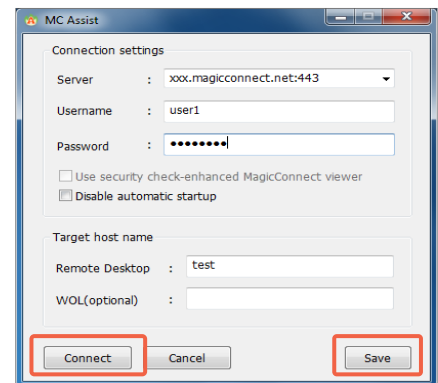 MC Assist
Connection settings
Server : xxx.magicconnect.net:443
Username : user1
Password : ••••••••
Use security check-enhanced MagicConnect viewer
Disable automatic startup
Target host name
Remote Desktop : test
WOL(optional) :
Connect Cancel Save